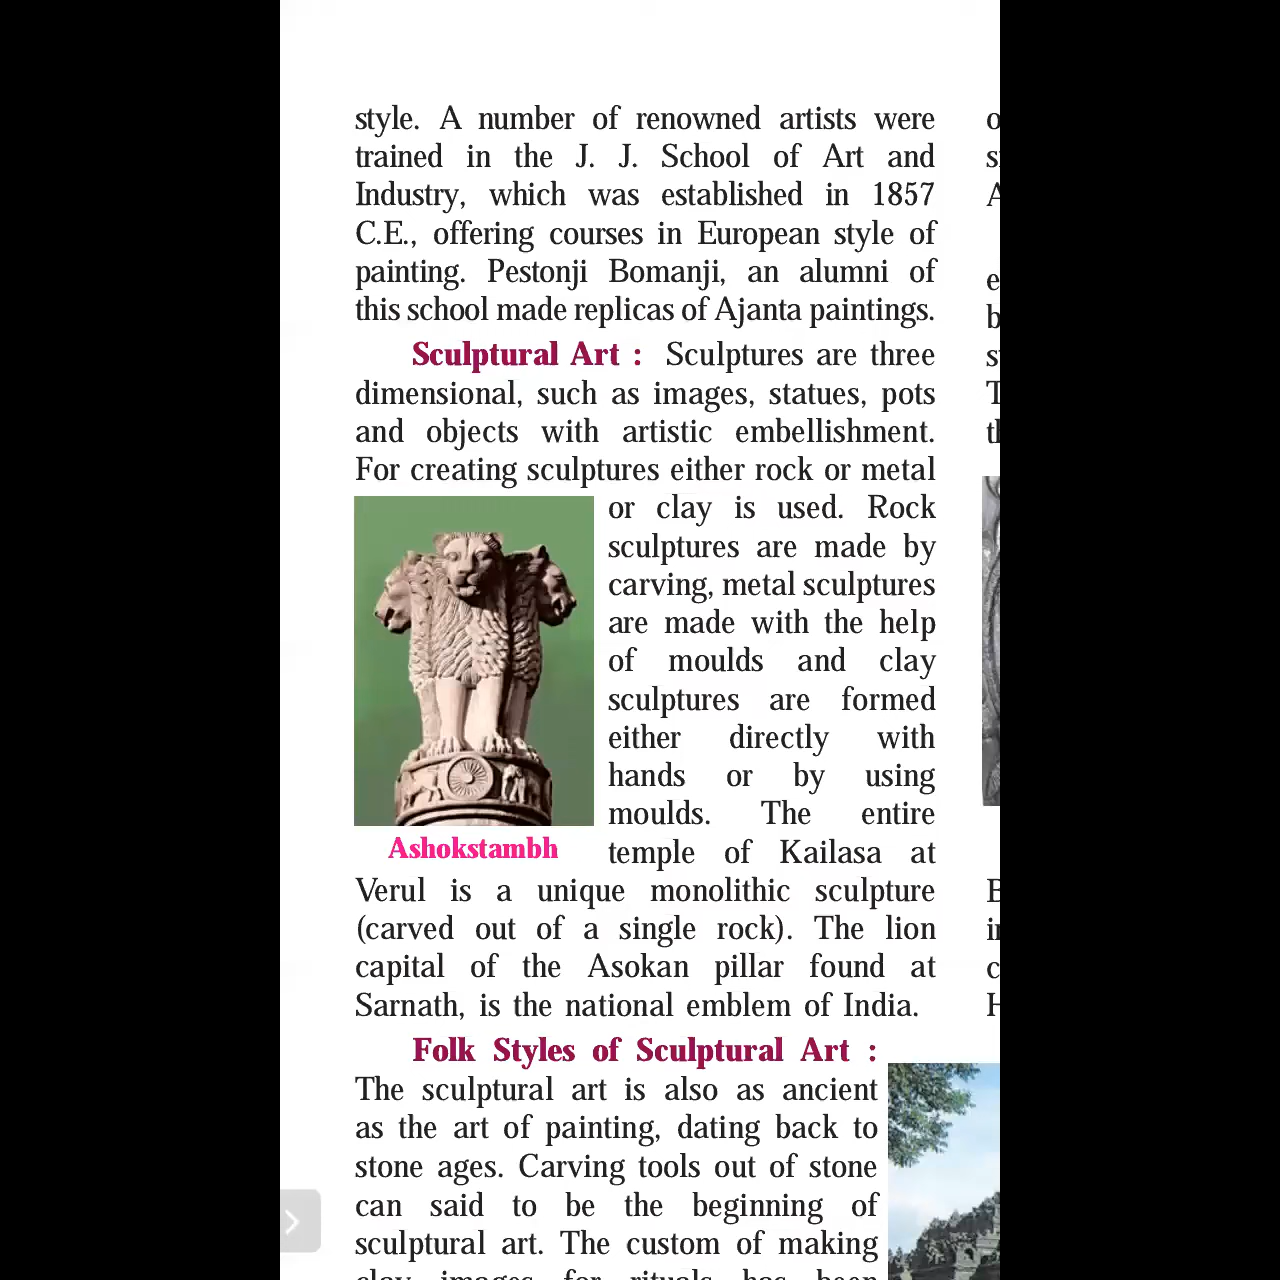 style. A number of renowned artists were
trained in the J. J. School of Art and
Industry, which was established in 1857
C.E., offering courses in European style of
painting. Pestonji Bomanji, an alumni of
this school made replicas of Ajanta paintings.
Sculptural Art : Sculptures are three
dimensional, such as images, statues, pots
and objects with artistic embellishment.
For creating sculptures either rock or metal
or clay is used. Rock
sculptures are made by
carving, metal sculptures
are made with the help
of moulds and clay
sculptures are formed
either directly with
hands or by using
moulds. The entire
temple of Kailasa at
Ashokstambh
Verul is a unique monolithic sculpture
(carved out of a single rock). The lion
capital of the Asokan pillar found at
Sarnath, is the national emblem of India.
Folk Styles of Sculptural Art :
The sculptural art is also as ancient
as the art of painting, dating back to
stone ages. Carving tools out of stone
can said to be the beginning of
sculptural art. The custom of making
clay images for rituals has been